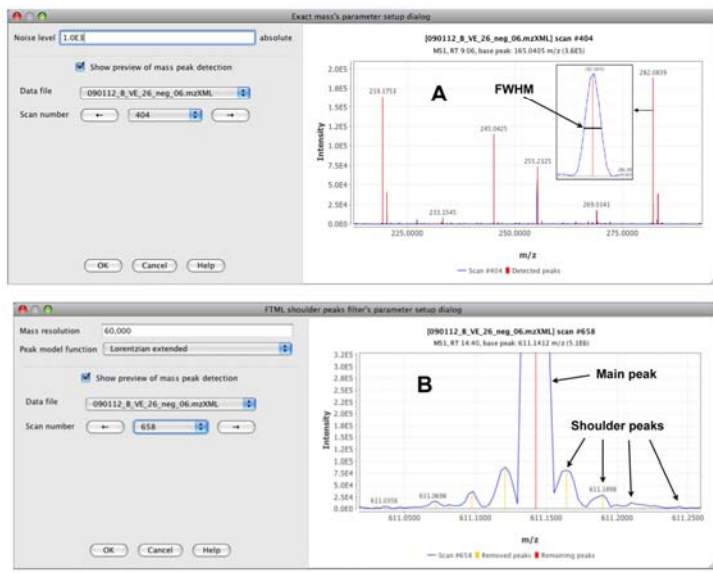 Exact mass's parameter setup dialog
Noise level 1.0E3 absolute
Show preview of mass peak detection
Data file 090112_B_VE_26_neg_06.mzXML
Scan number ← 404 →
OK Cancel Help
[090112_B_VE_26_neg_06.mzXML] scan #404
MS1, RT 9:06, base peak: 165.0405 m/z (3.6E5)
A
FWHM
282.0839
219.1753
245.0425
255.2325
233.1545
269.0341
2.0E5
1.8E5
1.5E5
1.2E5
1.0E5
7.5E4
5.0E4
2.5E4
0.0E0
Intensity
225.0000 250.0000 275.0000
m/z
Scan #404 Detected peaks
FTML shoulder peaks filter's parameter setup dialog
Mass resolution 60,000
Peak model function Lorentzian extended
Show preview of mass peak detection
Data file 090112_B_VE_26_neg_06.mzXML
Scan number ← 658 →
OK Cancel Help
[090112_B_VE_26_neg_06.mzXML] scan #658
MS1, RT 14:40, base peak: 611.1412 m/z (5.1E6)
B
Main peak
Shoulder peaks
611.0356
611.0698
611.1898
3.2E5
3.0E5
2.8E5
2.5E5
2.2E5
2.0E5
1.8E5
1.5E5
1.2E5
1.0E5
7.5E4
5.0E4
2.5E4
0.0E0
Intensity
611.0500 611.1000 611.1500 611.2000 611.2500
m/z
Scan #658 Removed peaks Remaining peaks